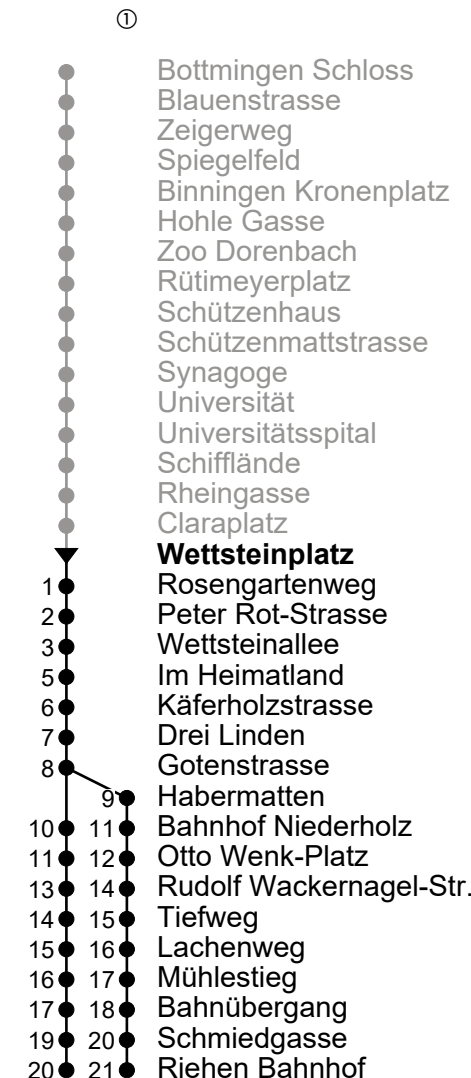 ①
Bottmingen Schloss
Blauenstrasse
Zeigerweg
Spiegelfeld
Binningen Kronenplatz
Hohle Gasse
Zoo Dorenbach
Rütimeyerplatz
Schützenhaus
Schützenmattstrasse
Synagoge
Universität
Universitätsspital
Schifflände
Rheingasse
Claraplatz
Wettsteinplatz
1 Rosengartenweg
2 Peter Rot-Strasse
3 Wettsteinallee
5 Im Heimatland
6 Käferholzstrasse
7 Drei Linden
8 Gotenstrasse
9 Habermatten
10 11 Bahnhof Niederholz
11 12 Otto Wenk-Platz
13 14 Rudolf Wackernagel-Str.
14 15 Tiefweg
15 16 Lachenweg
16 17 Mühlestieg
17 18 Bahnübergang
19 20 Schmiedgasse
20 21 Riehen Bahnhof